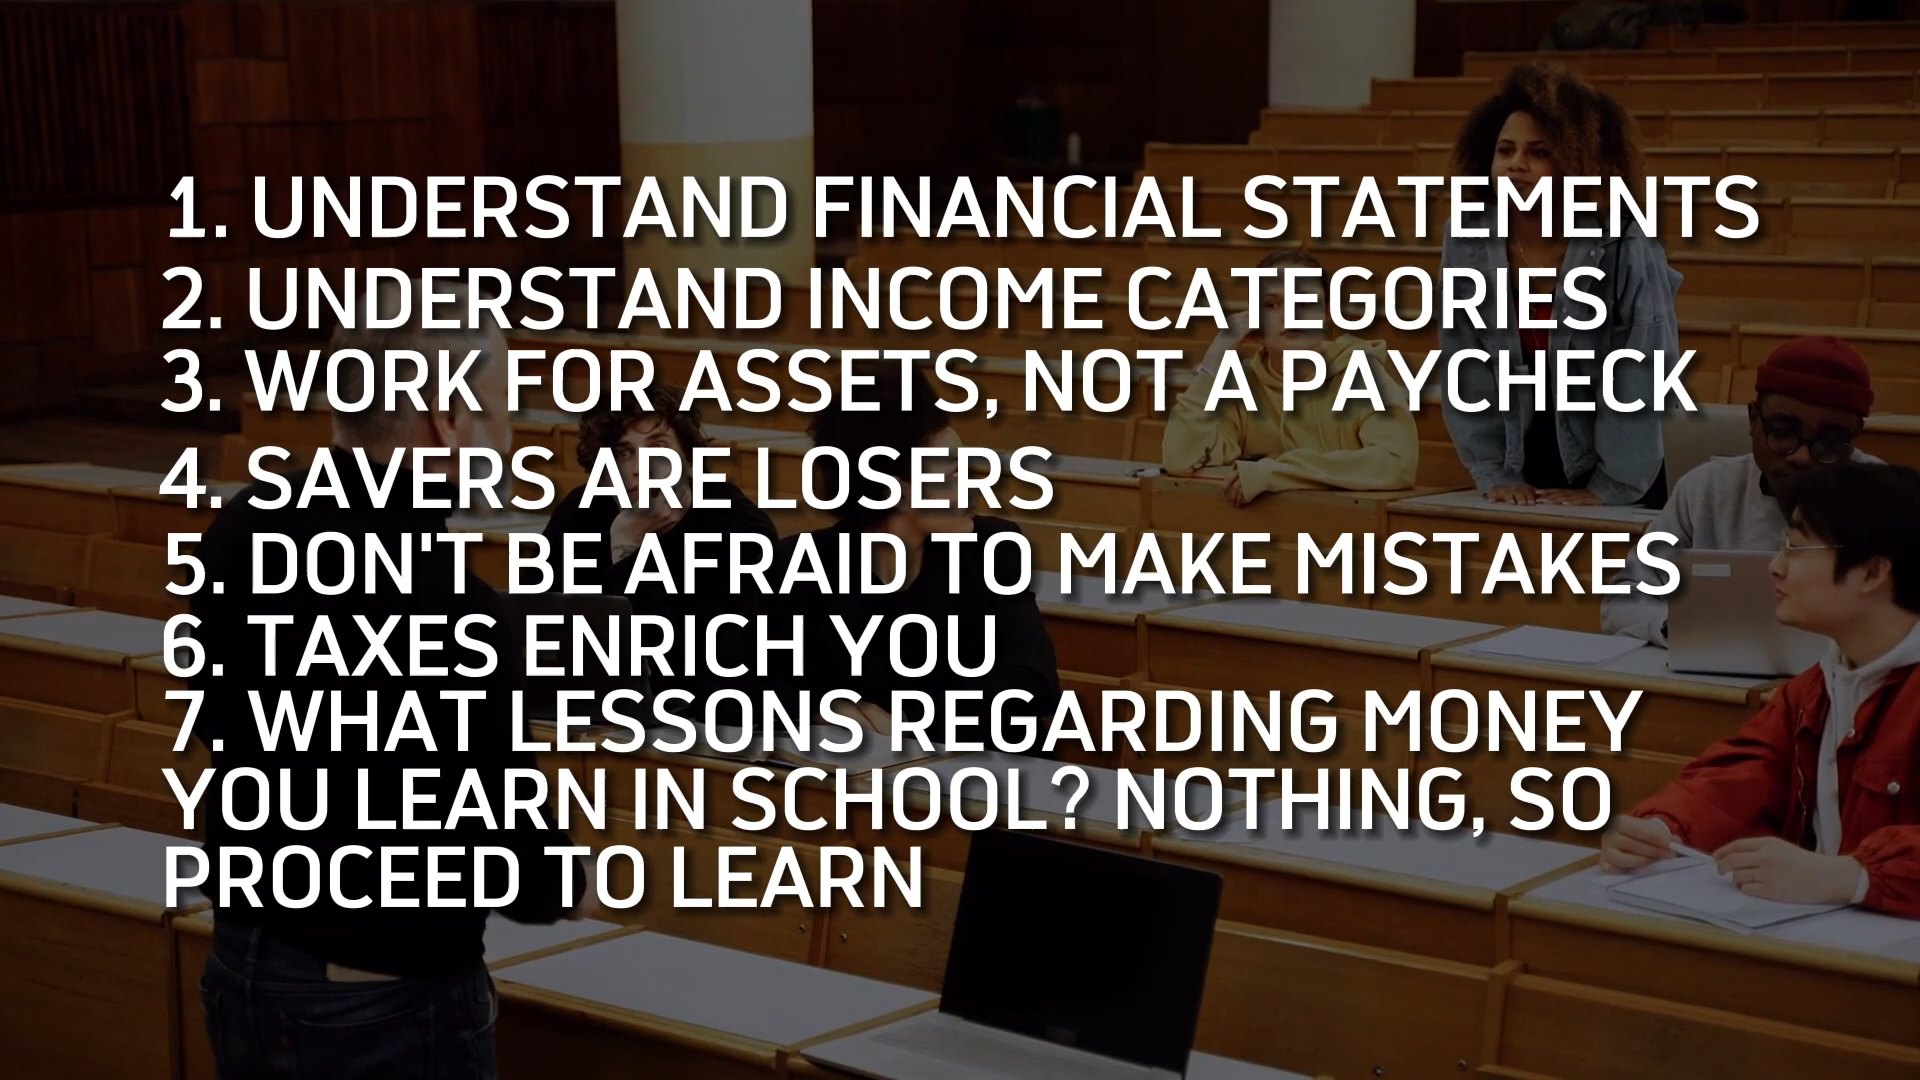 1. UNDERSTAND FINANCIAL STATEMENTS
2. UNDERSTAND INCOME CATEGORIES
3. WORK FOR ASSETS, NOT A PAYCHECK
4. SAVERS ARE LOSERS
5. DON'T BE AFRAID TO MAKE MISTAKES
6. TAXES ENRICH YOU
7. WHAT LESSONS REGARDING MONEY
YOU LEARN IN SCHOOL? NOTHING, SO
PROCEED TO LEARN